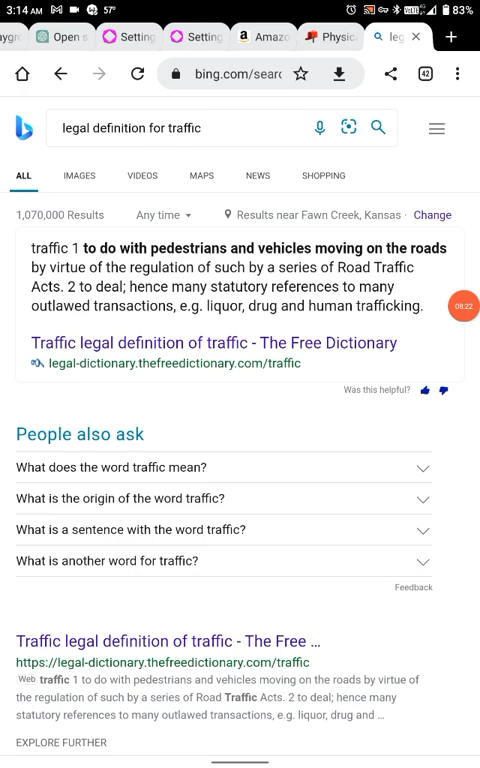 3:14 AM 57° VoLTE 83%
aygro Open s Setting Setting Amazo Physic leg
bing.com/searc 42
legal definition for traffic
ALL IMAGES VIDEOS MAPS NEWS SHOPPING
1,070,000 Results Any time Results near Fawn Creek, Kansas · Change
traffic 1 to do with pedestrians and vehicles moving on the roads
by virtue of the regulation of such by a series of Road Traffic
Acts. 2 to deal; hence many statutory references to many
outlawed transactions, e.g. liquor, drug and human trafficking.
08:22
Traffic legal definition of traffic - The Free Dictionary
legal-dictionary.thefreedictionary.com/traffic
Was this helpful?
People also ask
What does the word traffic mean?
What is the origin of the word traffic?
What is a sentence with the word traffic?
What is another word for traffic?
Feedback
Traffic legal definition of traffic - The Free ...
https://legal-dictionary.thefreedictionary.com/traffic
Web traffic 1 to do with pedestrians and vehicles moving on the roads by virtue of
the regulation of such by a series of Road Traffic Acts. 2 to deal; hence many
statutory references to many outlawed transactions, e.g. liquor, drug and ...
EXPLORE FURTHER